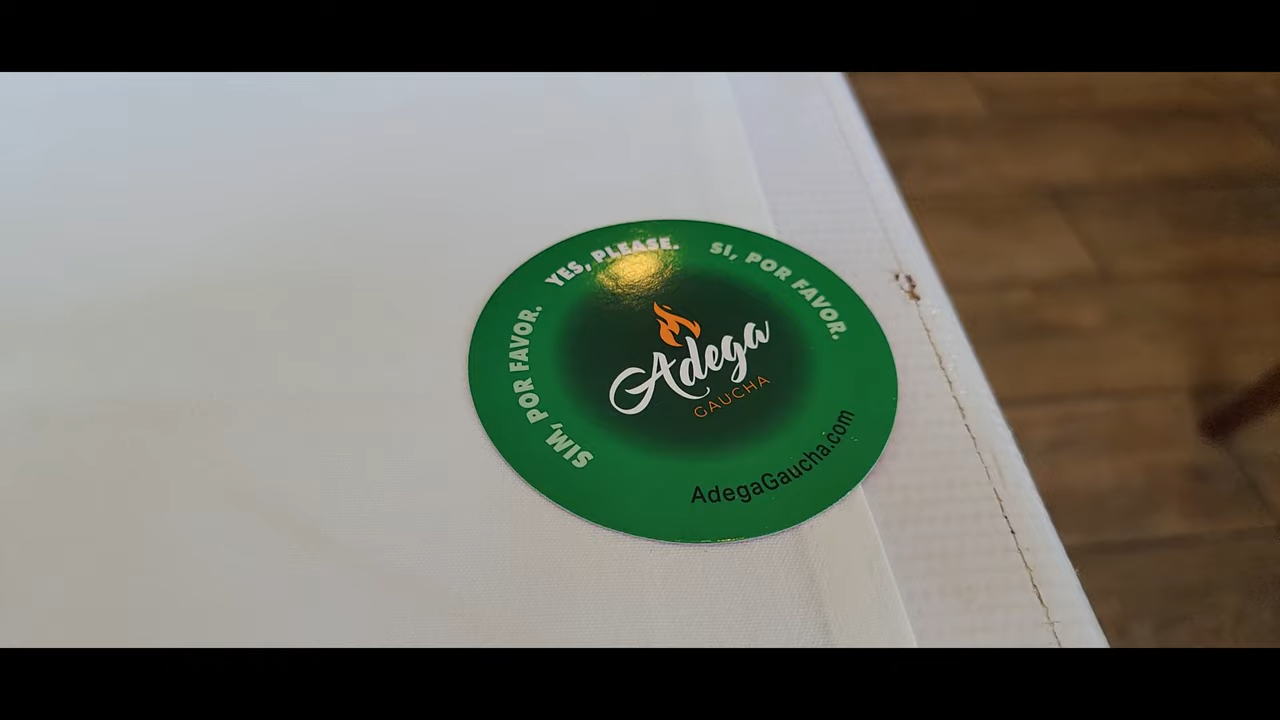 SIM, POR FAVOR.
YES, PLEASE.
SI, POR FAVOR.
Adega
GAUCHA
AdegaGaucha.com